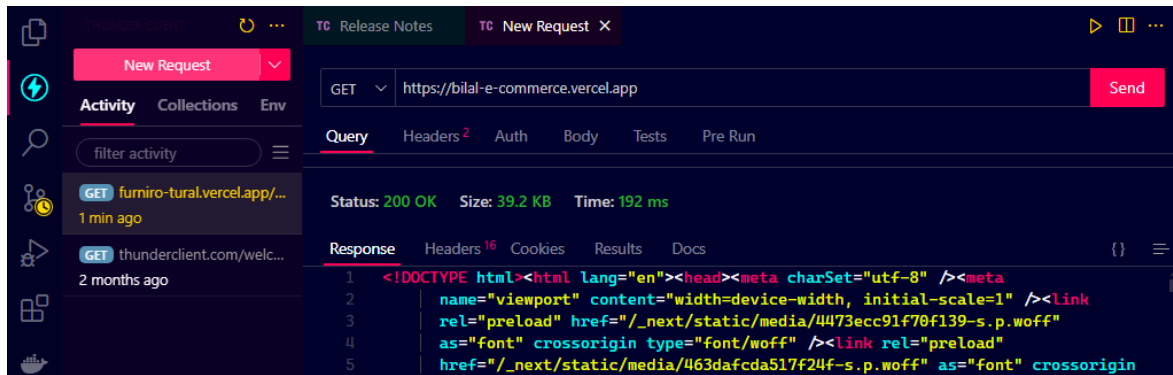 THUNDER CLIENT
TC Release Notes
TC New Request
New Request
GET
https://bilal-e-commerce.vercel.app
Send
Activity Collections Env
Query Headers 2 Auth Body Tests Pre Run
filter activity
GET furniro-tural.vercel.app/...
1 min ago
Status: 200 OK Size: 39.2 KB Time: 192 ms
GET thunderclient.com/welc...
2 months ago
Response Headers 16 Cookies Results Docs
{}
1 <!DOCTYPE html><html lang="en"><head><meta charSet="utf-8" /><meta
2 name="viewport" content="width=device-width, initial-scale=1" /><link
3 rel="preload" href="/_next/static/media/4473ecc91f70f139-s.p.woff"
4 as="font" crossorigin type="font/woff" /><link rel="preload"
5 href="/_next/static/media/463dafcda517f24f-s.p.woff" as="font" crossorigin